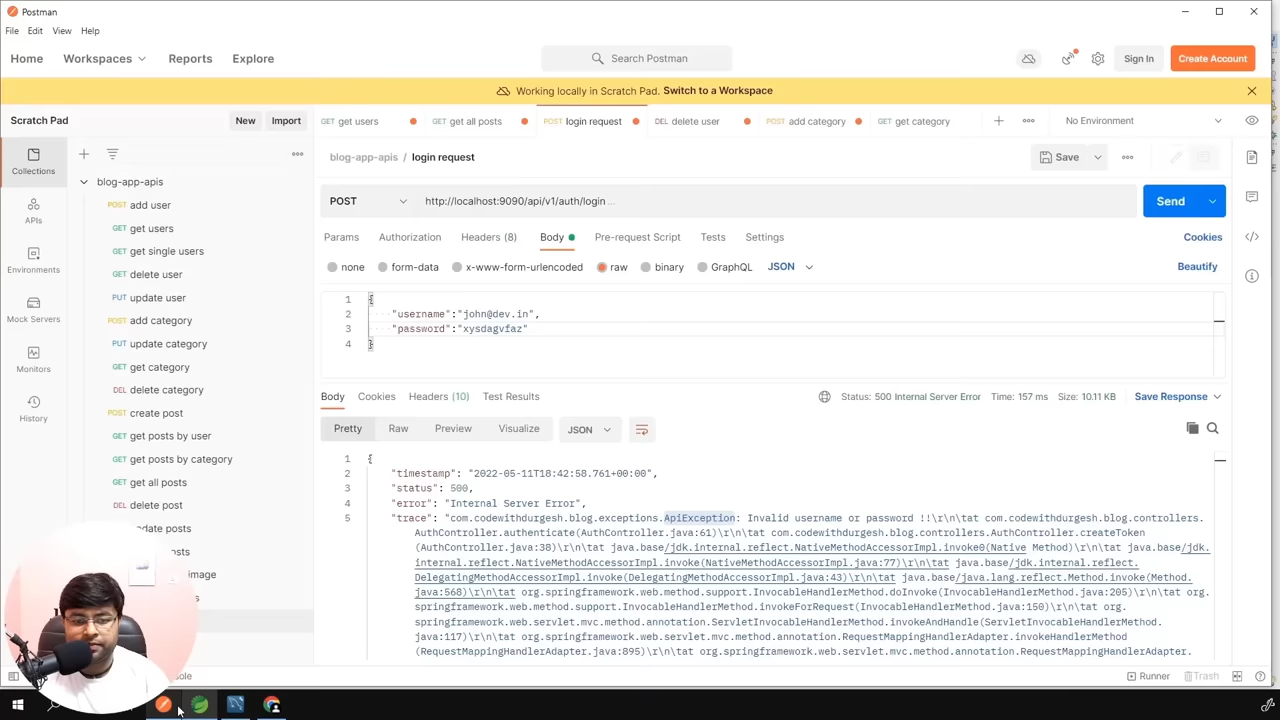 Postman
File Edit View Help
Home Workspaces Reports Explore Search Postman Sign In Create Account
Working locally in Scratch Pad. Switch to a Workspace
Scratch Pad New Import
GET get users GET get all posts POST login request DEL delete user POST add category GET get category No Environment
Collections
APIs
Environments
Mock Servers
Monitors
History
blog-app-apis
POST add user
GET get users
GET get single users
DEL delete user
PUT update user
POST add category
PUT update category
GET get category
DEL delete category
POST create post
GET get posts by user
GET get posts by category
GET get all posts
DEL delete post
date posts
osts
image
s
blog-app-apis / login request Save
POST http://localhost:9090/api/v1/auth/login ... Send
Params Authorization Headers (8) Body Pre-request Script Tests Settings Cookies
none form-data x-www-form-urlencoded raw binary GraphQL JSON Beautify
1 {
2 "username":"john@dev.in",
3 "password":"xysdagvfaz"
4 }
Body Cookies Headers (10) Test Results Status: 500 Internal Server Error Time: 157 ms Size: 10.11 KB Save Response
Pretty Raw Preview Visualize JSON
1 {
2 "timestamp": "2022-05-11T18:42:58.761+00:00",
3 "status": 500,
4 "error": "Internal Server Error",
5 "trace": "com.codewithdurgesh.blog.exceptions.ApiException: Invalid username or password !!\r\n\tat com.codewithdurgesh.blog.controllers.
AuthController.authenticate(AuthController.java:61)\r\n\tat com.codewithdurgesh.blog.controllers.AuthController.createToken
(AuthController.java:38)\r\n\tat java.base/jdk.internal.reflect.NativeMethodAccessorImpl.invoke0(Native Method)\r\n\tat java.base/jdk.
internal.reflect.NativeMethodAccessorImpl.invoke(NativeMethodAccessorImpl.java:77)\r\n\tat java.base/jdk.internal.reflect.
DelegatingMethodAccessorImpl.invoke(DelegatingMethodAccessorImpl.java:43)\r\n\tat java.base/java.lang.reflect.Method.invoke(Method.
java:568)\r\n\tat org.springframework.web.method.support.InvocableHandlerMethod.doInvoke(InvocableHandlerMethod.java:205)\r\n\tat org.
springframework.web.method.support.InvocableHandlerMethod.invokeForRequest(InvocableHandlerMethod.java:150)\r\n\tat org.
springframework.web.servlet.mvc.method.annotation.ServletInvocableHandlerMethod.invokeAndHandle(ServletInvocableHandlerMethod.
java:117)\r\n\tat org.springframework.web.servlet.mvc.method.annotation.RequestMappingHandlerAdapter.invokeHandlerMethod
(RequestMappingHandlerAdapter.java:895)\r\n\tat org.springframework.web.servlet.mvc.method.annotation.RequestMappingHandlerAdapter.
sole Runner Trash